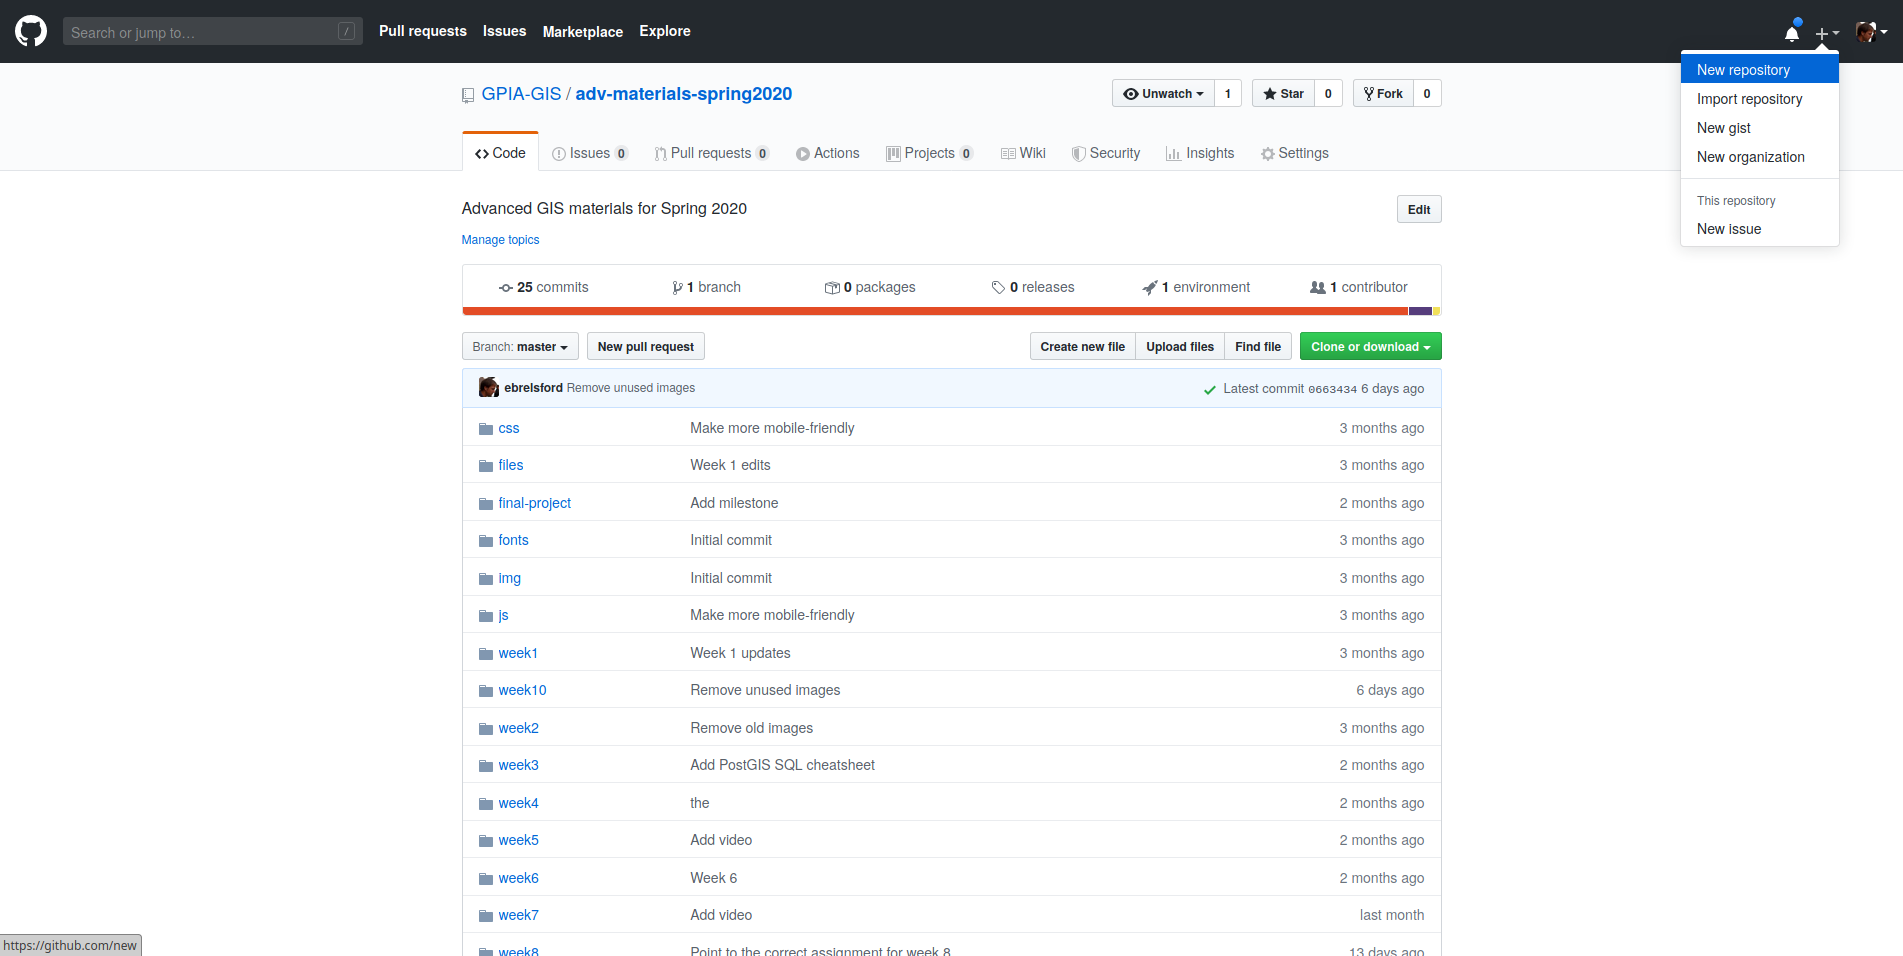 Search or jump to…
/
Pull requests Issues Marketplace Explore
New repository
Import repository
New gist
New organization
This repository
New issue
GPIA-GIS / adv-materials-spring2020
Unwatch 1 Star 0 Fork 0
Code Issues 0 Pull requests 0 Actions Projects 0 Wiki Security Insights Settings
Advanced GIS materials for Spring 2020
Edit
Manage topics
25 commits 1 branch 0 packages 0 releases 1 environment 1 contributor
Branch: master New pull request Create new file Upload files Find file Clone or download
ebrelsford Remove unused images Latest commit 0663434 6 days ago
css Make more mobile-friendly 3 months ago
files Week 1 edits 3 months ago
final-project Add milestone 2 months ago
fonts Initial commit 3 months ago
img Initial commit 3 months ago
js Make more mobile-friendly 3 months ago
week1 Week 1 updates 3 months ago
week10 Remove unused images 6 days ago
week2 Remove old images 3 months ago
week3 Add PostGIS SQL cheatsheet 2 months ago
week4 the 2 months ago
week5 Add video 2 months ago
week6 Week 6 2 months ago
week7 Add video last month
week8 Point to the correct assignment for week 8 13 days ago
https://github.com/new